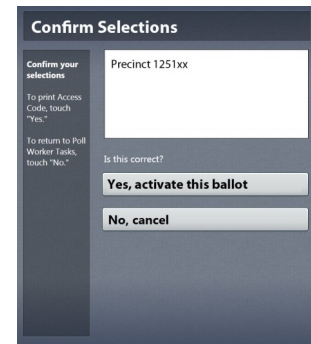 Confirm Selections
Confirm your
selections
To print Access
Code, touch
"Yes."
To return to Poll
Worker Tasks,
touch "No."
Precinct 1251xx
Is this correct?
Yes, activate this ballot
No, cancel